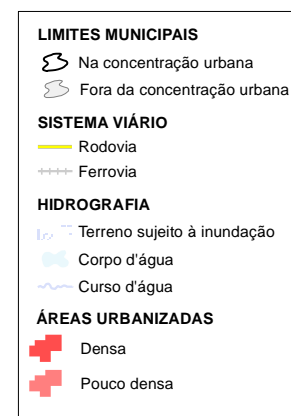 LIMITES MUNICIPAIS
Na concentração urbana
Fora da concentração urbana
SISTEMA VIÁRIO
Rodovia
Ferrovia
HIDROGRAFIA
Terreno sujeito à inundação
Corpo d'água
Curso d'água
ÁREAS URBANIZADAS
Densa
Pouco densa